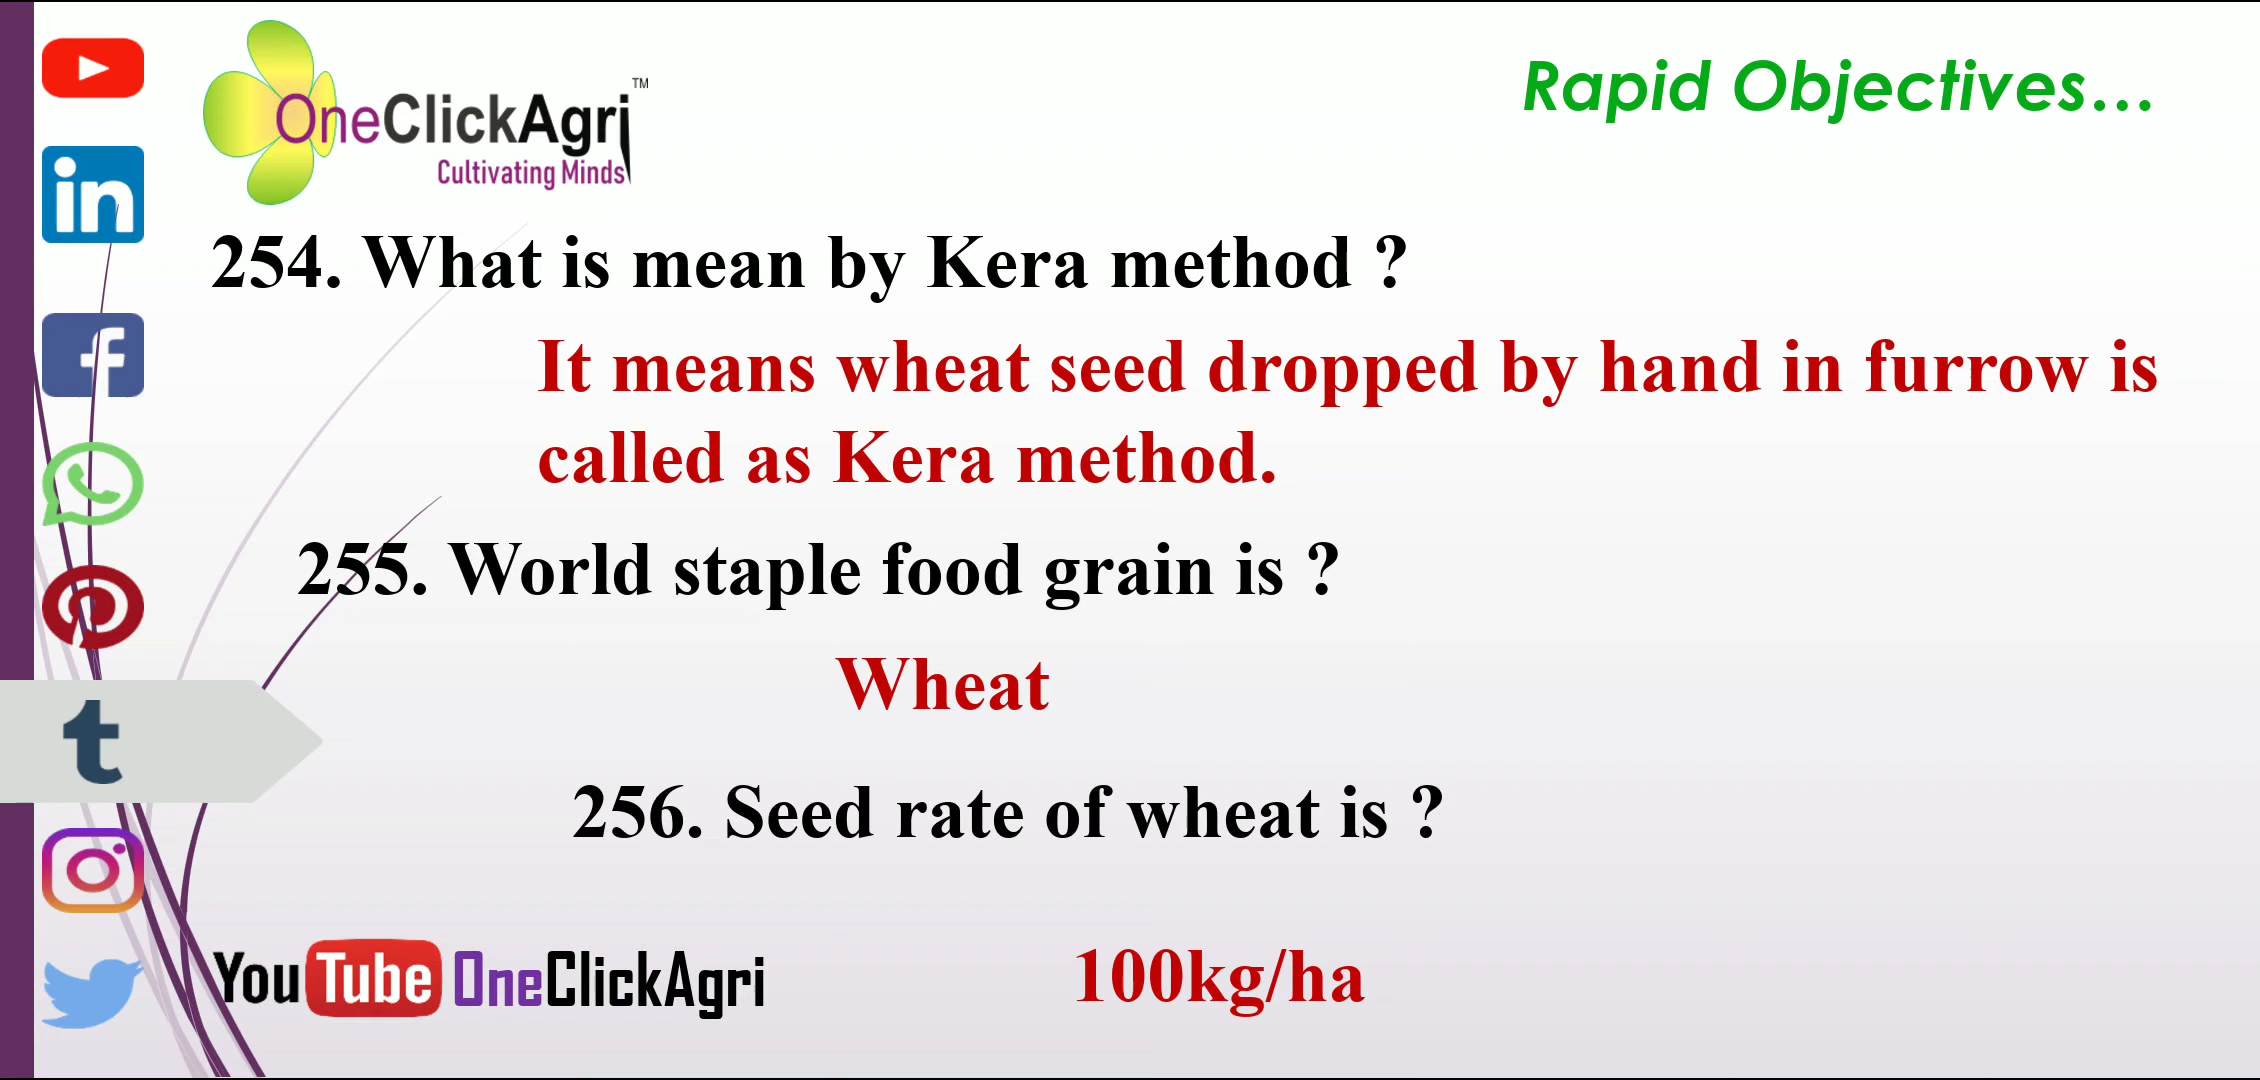 OneClickAgri™
Cultivating Minds
Rapid Objectives...
254. What is mean by Kera method ?
It means wheat seed dropped by hand in furrow is
called as Kera method.
255. World staple food grain is ?
Wheat
256. Seed rate of wheat is ?
100kg/ha
YouTube OneClickAgri
in
f
t